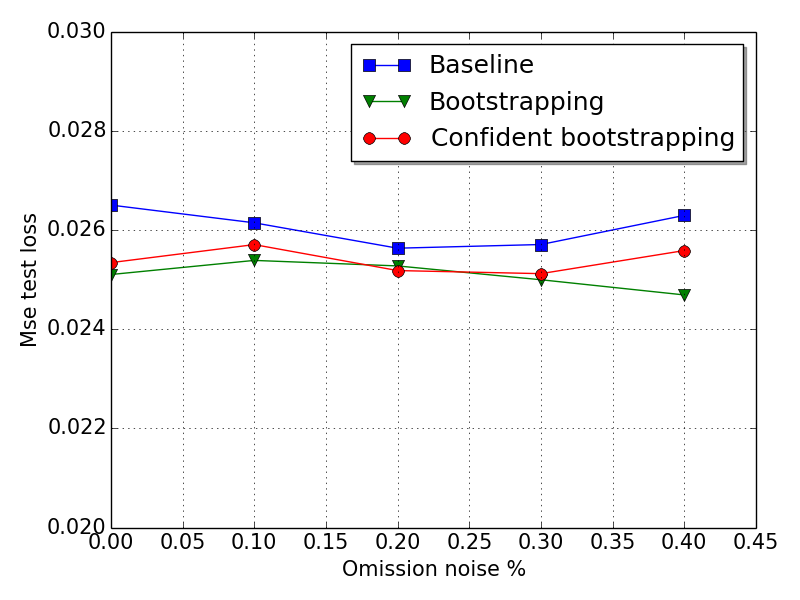 0.030
0.028
0.026
0.024
0.022
0.020
Mse test loss
Baseline
Bootstrapping
Confident bootstrapping
0.00 0.05 0.10 0.15 0.20 0.25 0.30 0.35 0.40 0.45
Omission noise %